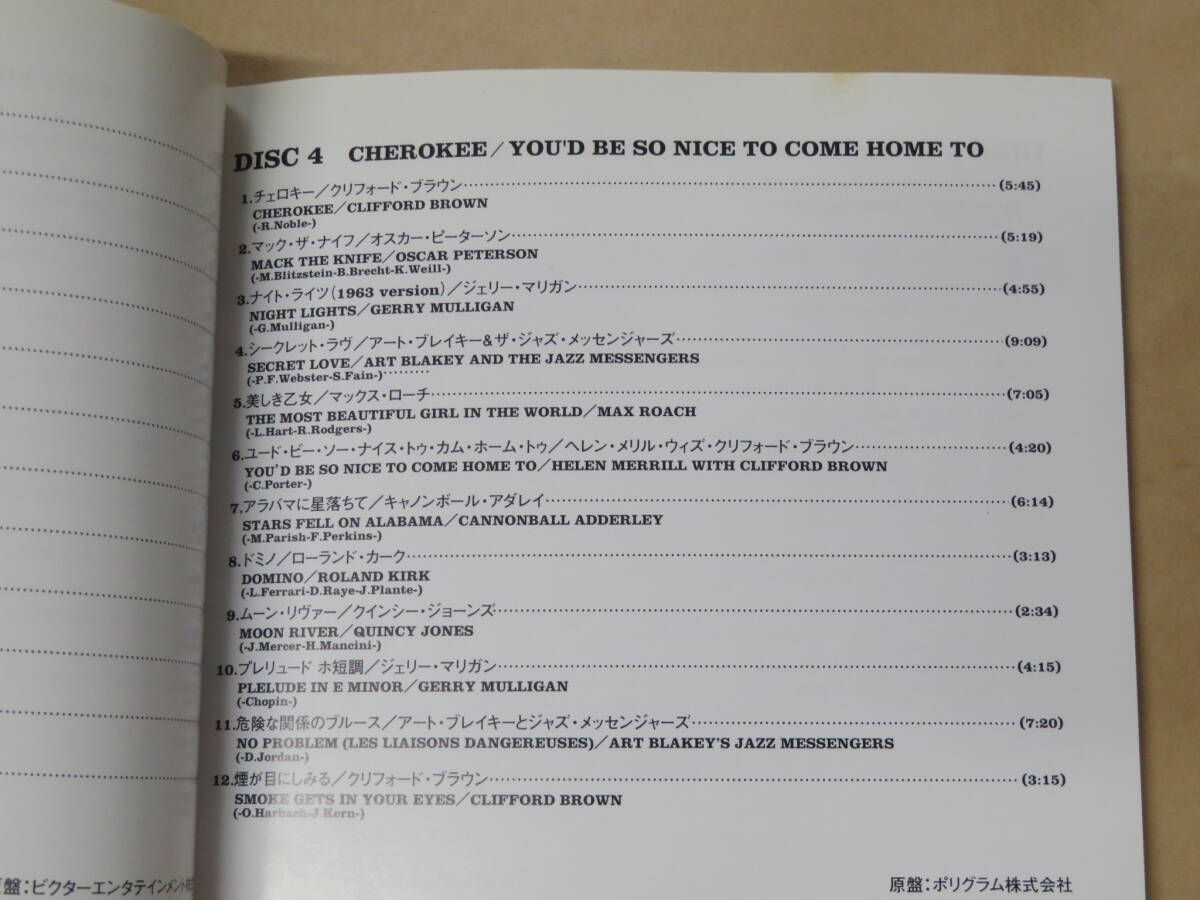 DISC 4 CHEROKEE/YOU'D BE SO NICE TO COME HOME TO
1.チェロキー/クリフォード・ブラウン……(5:45)
CHEROKEE/CLIFFORD BROWN
(-R.Noble-)
2.マック・ザ・ナイフ/オスカー・ピーターソン……(5:19)
MACK THE KNIFE/OSCAR PETERSON
(-M.Blitzstein-B.Brecht-K.Weill-)
3.ナイト・ライツ(1963 version)/ジェリー・マリガン……(4:55)
NIGHT LIGHTS/GERRY MULLIGAN
(-G.Mulligan-)
4.シークレット・ラヴ/アート・ブレイキー&ザ・ジャズ・メッセンジャーズ……(9:09)
SECRET LOVE/ART BLAKEY AND THE JAZZ MESSENGERS
(-P.F.Webster-S.Fain-)………
5.美しき乙女/マックス・ローチ……(7:05)
THE MOST BEAUTIFUL GIRL IN THE WORLD/MAX ROACH
(-L.Hart-R.Rodgers-)
6.ユード・ビー・ソー・ナイス・トゥ・カム・ホーム・トゥ/ヘレン・メリル・ウィズ・クリフォード・ブラウン……(4:20)
YOU'D BE SO NICE TO COME HOME TO/HELEN MERRILL WITH CLIFFORD BROWN
(-C.Porter-)
7.アラバマに星落ちて/キャノンボール・アダレイ……(6:14)
STARS FELL ON ALABAMA/CANNONBALL ADDERLEY
(-M.Parish-F.Perkins-)
8.ドミノ/ローランド・カーク……(3:13)
DOMINO/ROLAND KIRK
(-L.Ferrari-D.Raye-J.Plante-)
9.ムーン・リヴァー/クインシー・ジョーンズ……(2:34)
MOON RIVER/QUINCY JONES
(-J.Mercer-H.Mancini-)
10.プレリュード ホ短調/ジェリー・マリガン……(4:15)
PLELUDE IN E MINOR/GERRY MULLIGAN
(-Chopin-)
11.危険な関係のブルース/アート・ブレイキーとジャズ・メッセンジャーズ……(7:20)
NO PROBLEM (LES LIAISONS DANGEREUSES)/ART BLAKEY'S JAZZ MESSENGERS
(-D.Jordan-)
12.煙が目にしみる/クリフォード・ブラウン……(3:15)
SMOKE GETS IN YOUR EYES/CLIFFORD BROWN
(-O.Harbach-J.Kern-)
原盤:ポリグラム株式会社
盤:ビクターエンタテインメント